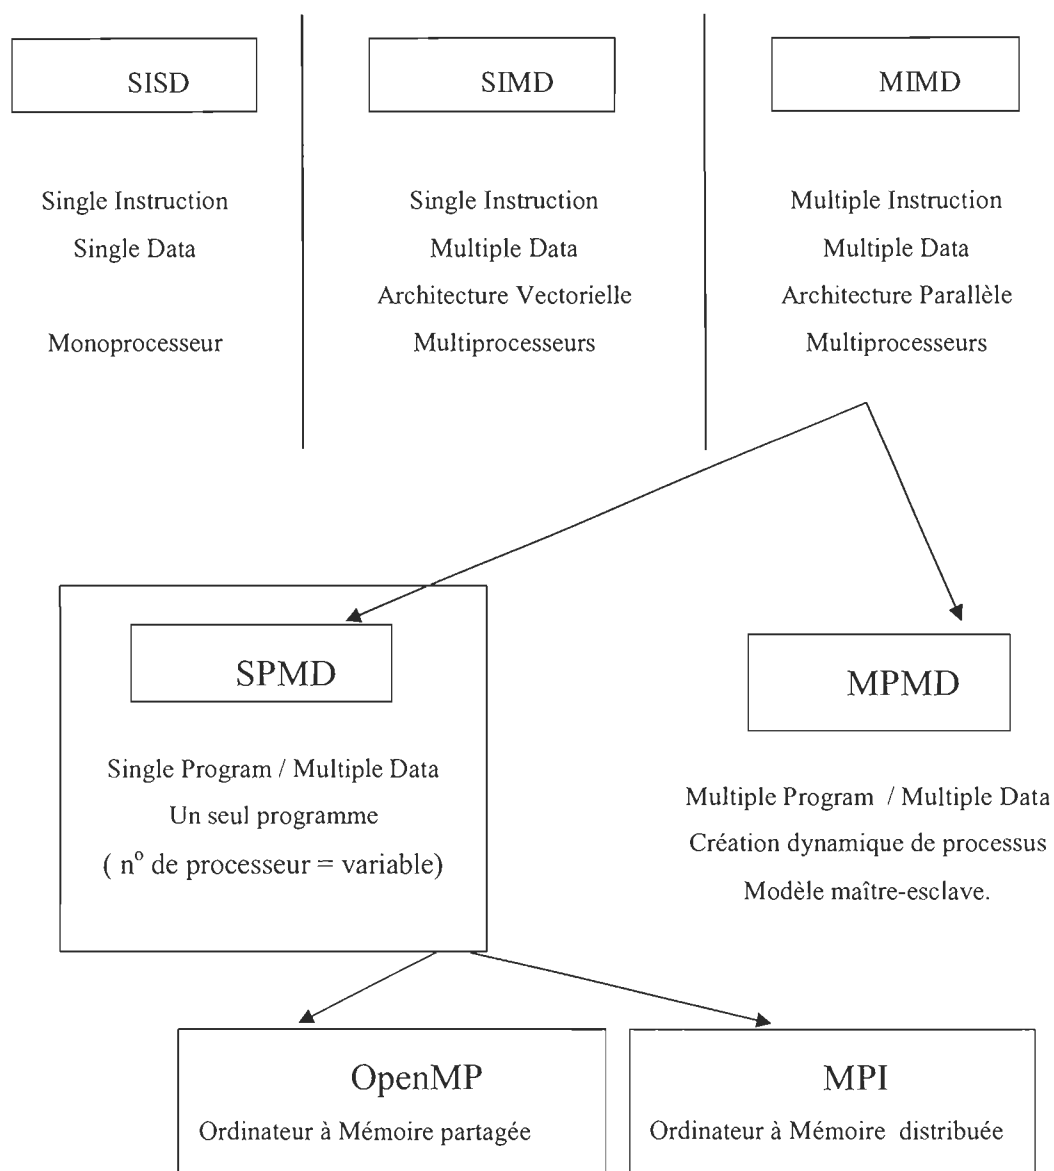 SISD
Single Instruction
Single Data
Monoprocesseur
SIMD
Single Instruction
Multiple Data
Architecture Vectorielle
Multiprocesseurs
MIMD
Multiple Instruction
Multiple Data
Architecture Parallèle
Multiprocesseurs
SPMD
Single Program / Multiple Data
Un seul programme
( nº de processeur = variable)
MPMD
Multiple Program / Multiple Data
Création dynamique de processus
Modèle maître-esclave.
OpenMP
Ordinateur à Mémoire partagée
MPI
Ordinateur à Mémoire distribuée